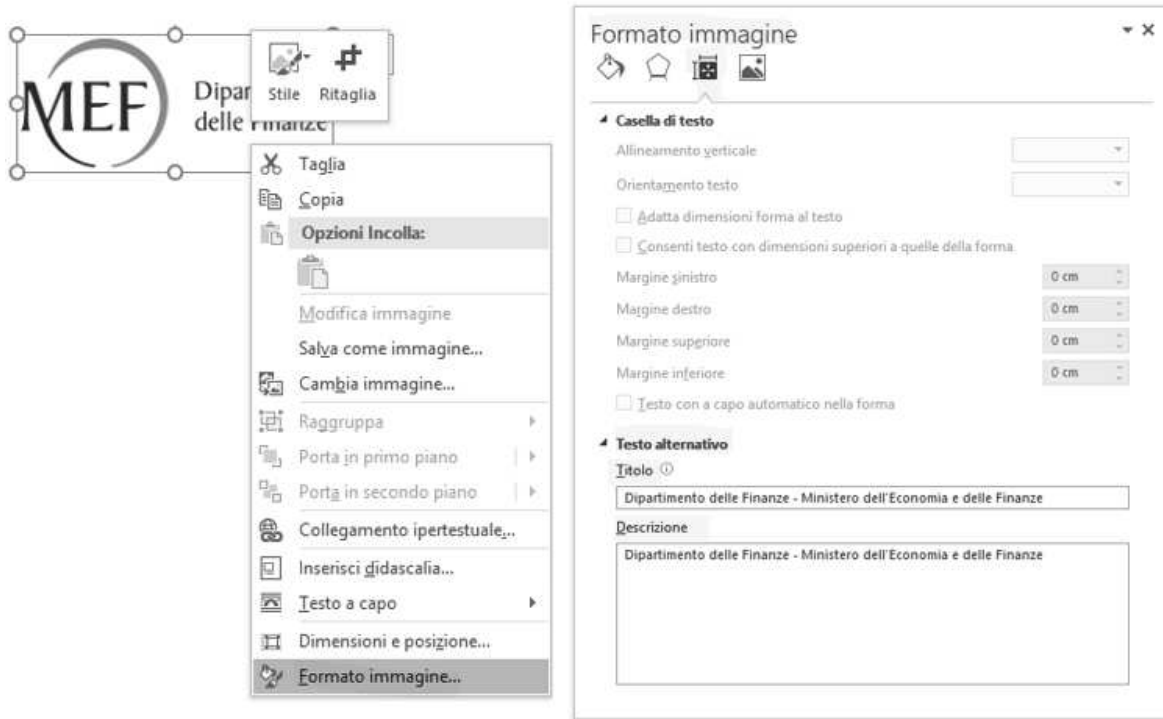 MEF
Dipar
delle Finanze
Stile
Ritaglia
Taglia
Copia
Opzioni Incolla:
Modifica immagine
Salva come immagine...
Cambia immagine...
Raggruppa
Porta in primo piano
Porta in secondo piano
Collegamento ipertestuale...
Inserisci didascalia...
Testo a capo
Dimensioni e posizione...
Formato immagine...
Formato immagine
Casella di testo
Allineamento verticale
Orientamento testo
Adatta dimensioni forma al testo
Consenti testo con dimensioni superiori a quelle della forma
Margine sinistro 0 cm
Margine destro 0 cm
Margine superiore 0 cm
Margine inferiore 0 cm
Testo con a capo automatico nella forma
Testo alternativo
Titolo
Dipartimento delle Finanze - Ministero dell'Economia e delle Finanze
Descrizione
Dipartimento delle Finanze - Ministero dell'Economia e delle Finanze